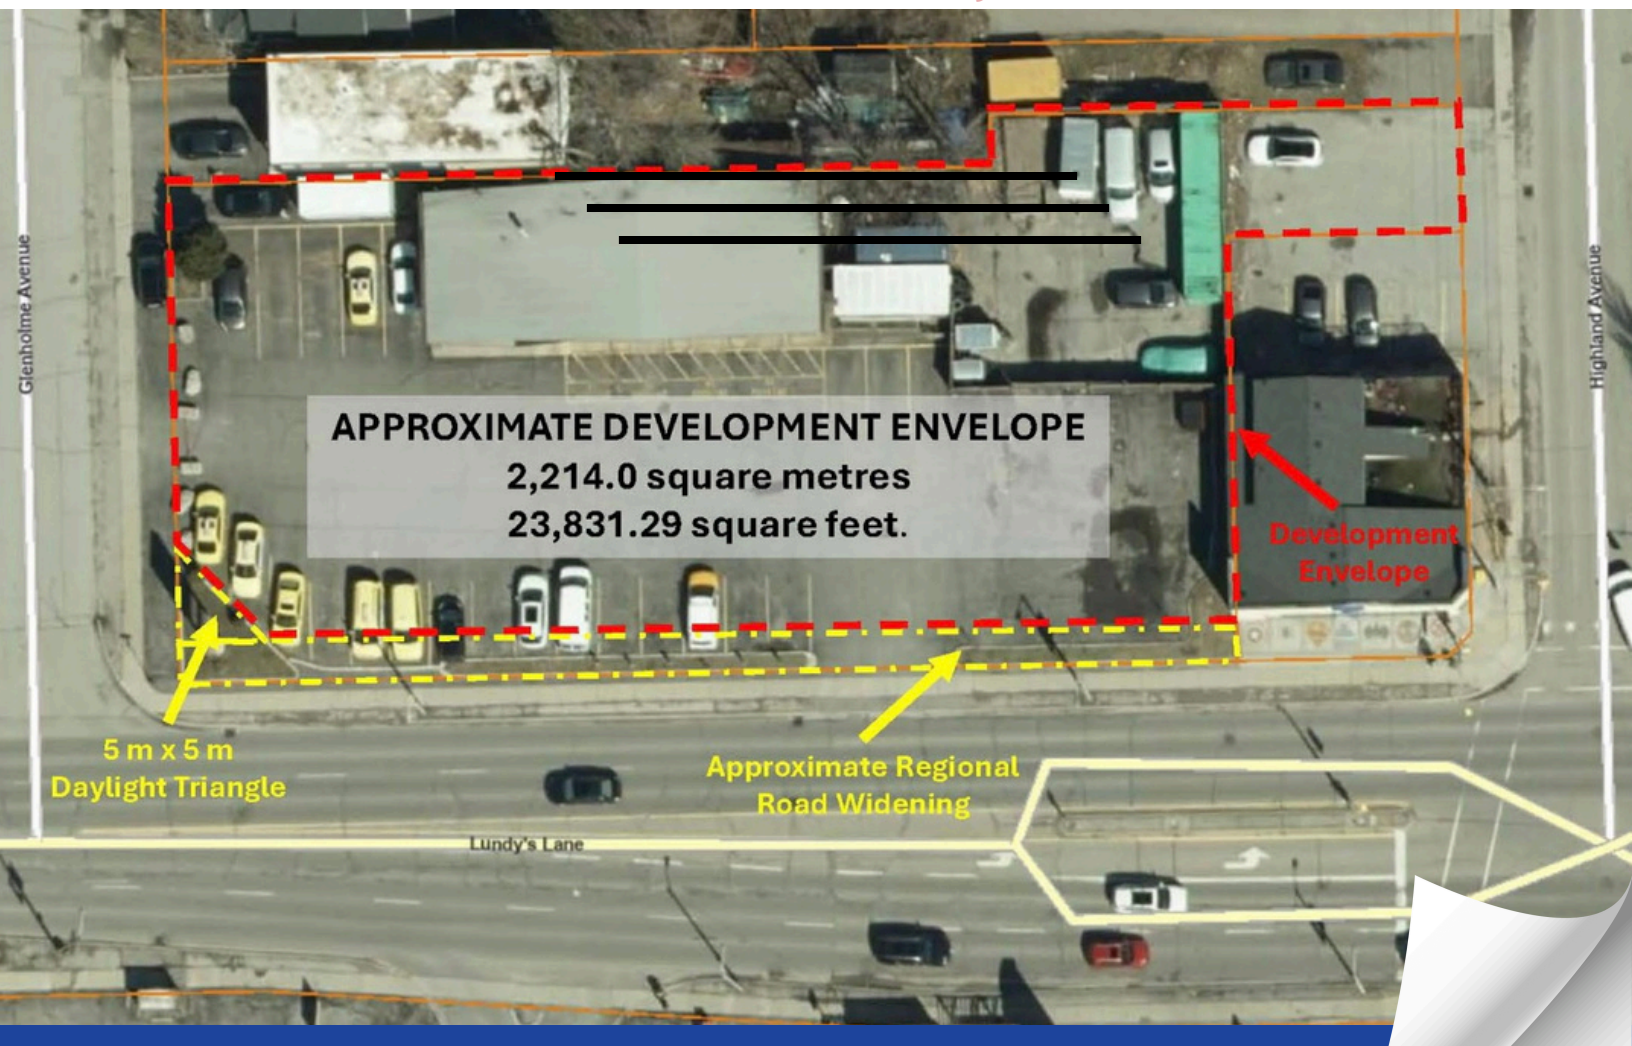 Glenholme Avenue
Highland Avenue
APPROXIMATE DEVELOPMENT ENVELOPE
2,214.0 square metres
23,831.29 square feet.
Development
Envelope
5 m x 5 m
Daylight Triangle
Approximate Regional
Road Widening
Lundy's Lane